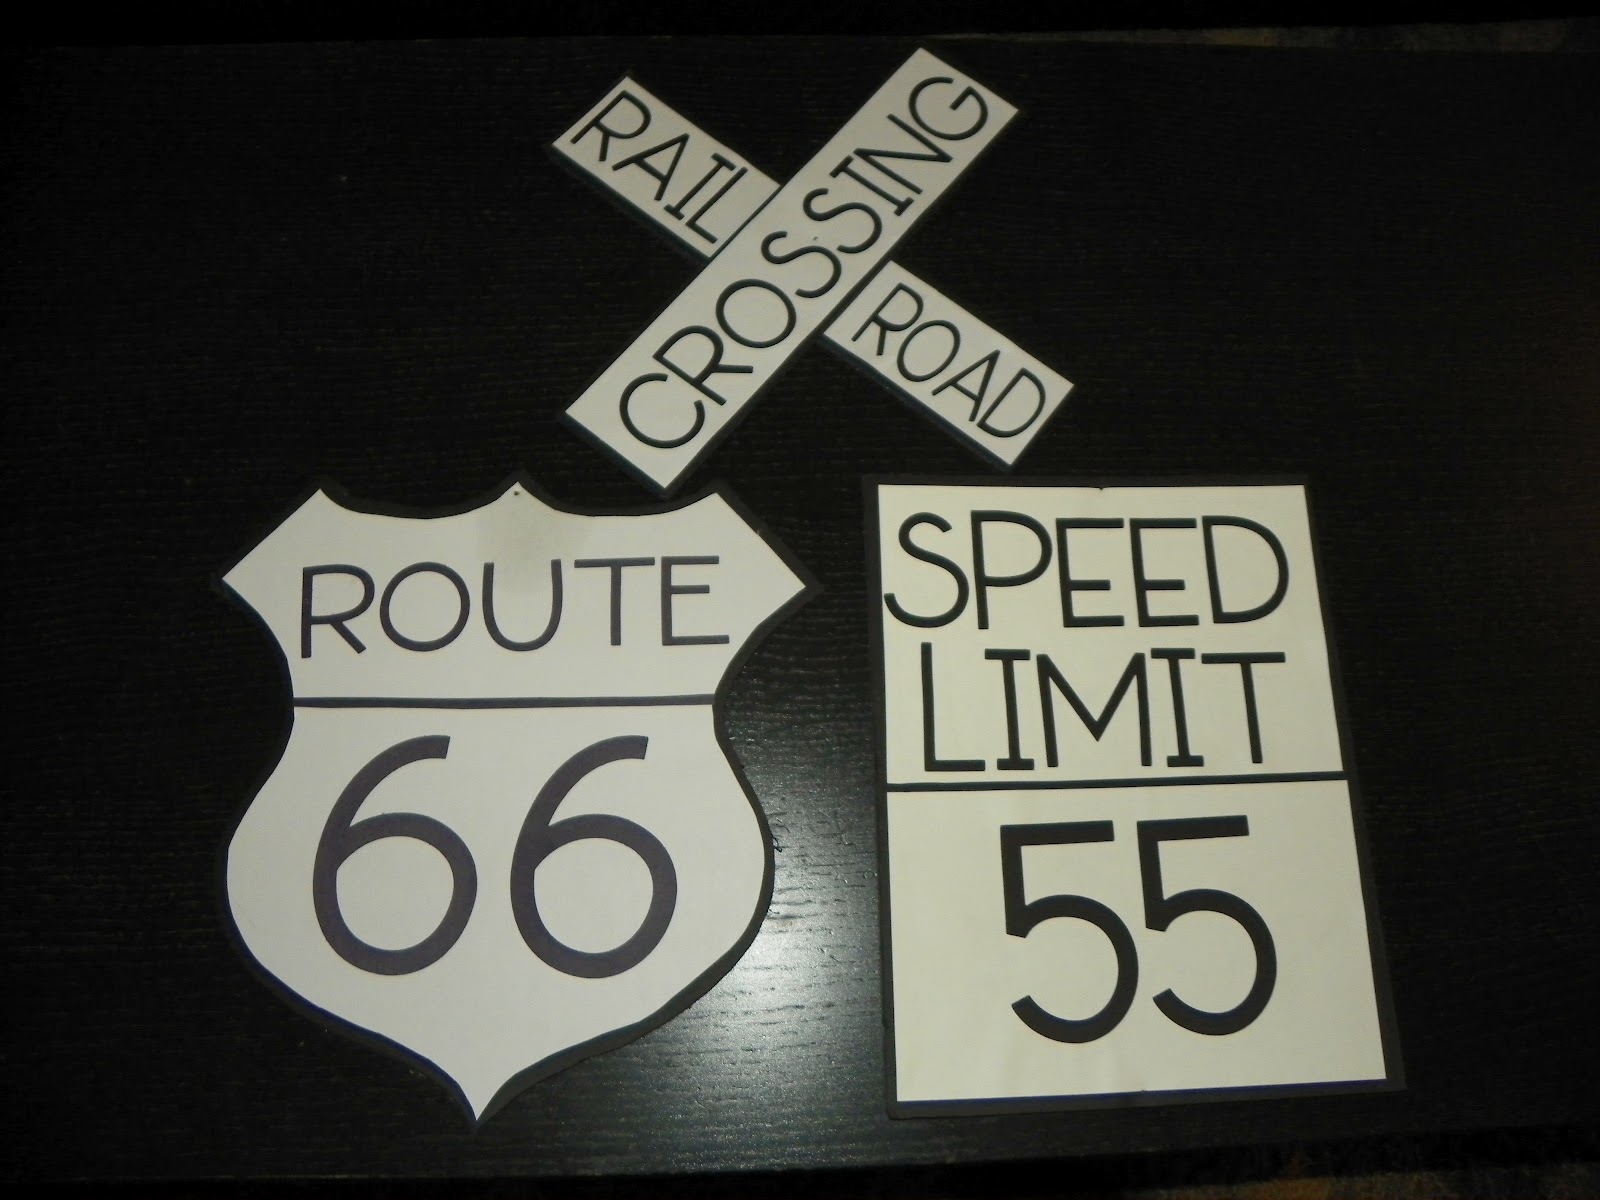 RAIL ROAD
CROSSING
ROUTE
66
SPEED
LIMIT
55